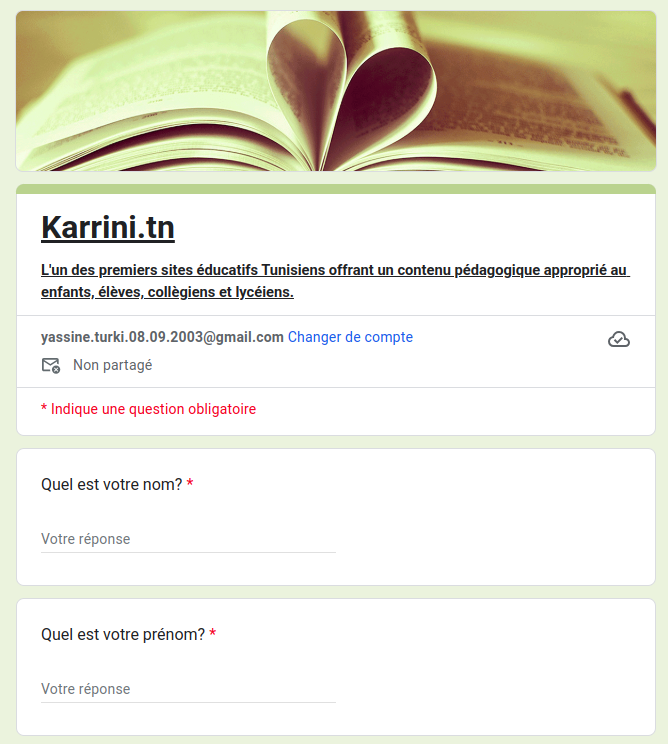 Karrini.tn
L'un des premiers sites éducatifs Tunisiens offrant un contenu pédagogique approprié au
enfants, élèves, collègiens et lycéiens.
yassine.turki.08.09.2003@gmail.com Changer de compte
Non partagé
* Indique une question obligatoire
Quel est votre nom? *
Votre réponse
Quel est votre prénom? *
Votre réponse